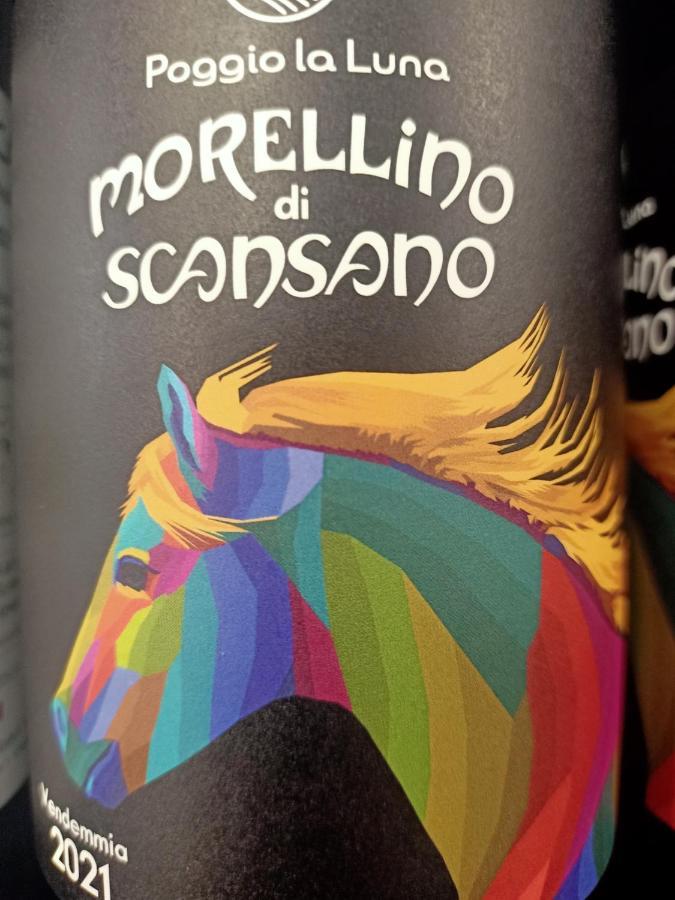 Poggio la Luna
MORELLINO
di
SCANSANO
Vendemmia
2021